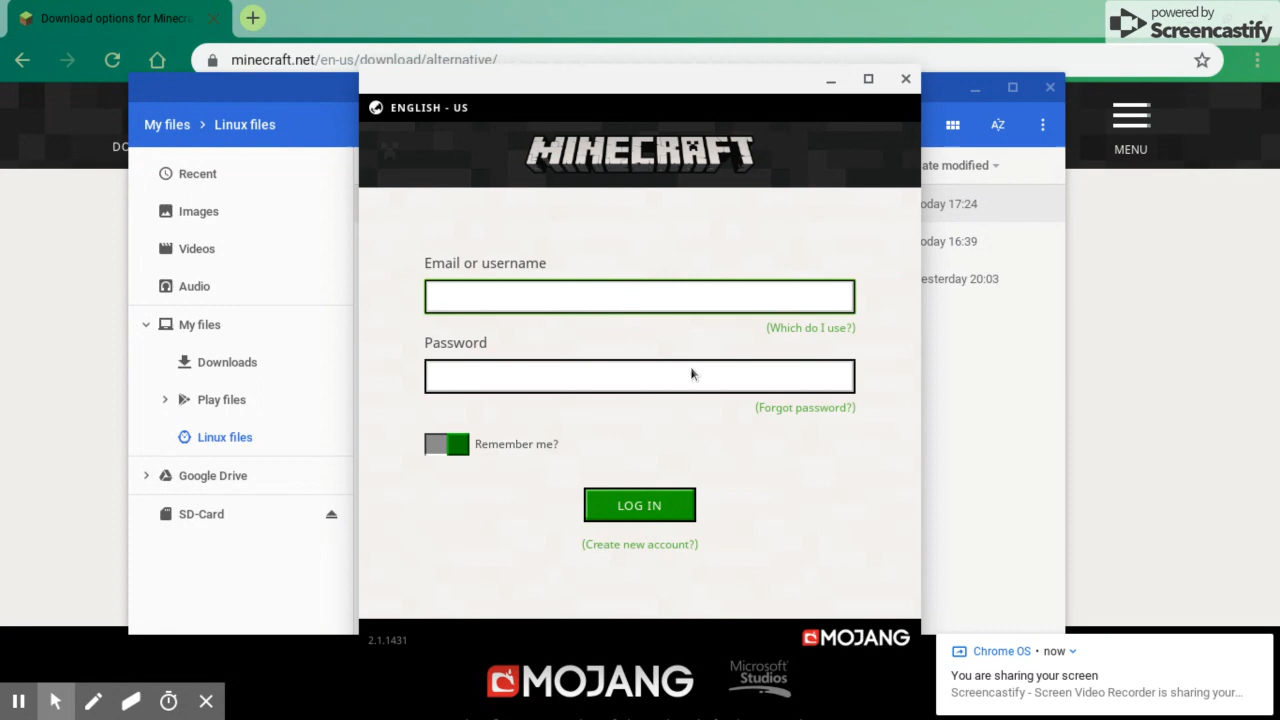 Download options for Minecra
powered by
Screencastify
minecraft.net/en-us/download/alternative/
My files > Linux files
DO
MENU
ENGLISH - US
MINECRAFT
Recent
Images
Videos
Audio
My files
Downloads
Play files
Linux files
Google Drive
SD-Card
ate modified
oday 17:24
oday 16:39
esterday 20:03
Email or username
(Which do I use?)
Password
(Forgot password?)
Remember me?
LOG IN
(Create new account?)
2.1.1431
MOJANG
MOJANG
Microsoft
Studios
Chrome OS • now
You are sharing your screen
Screencastify - Screen Video Recorder is sharing your...